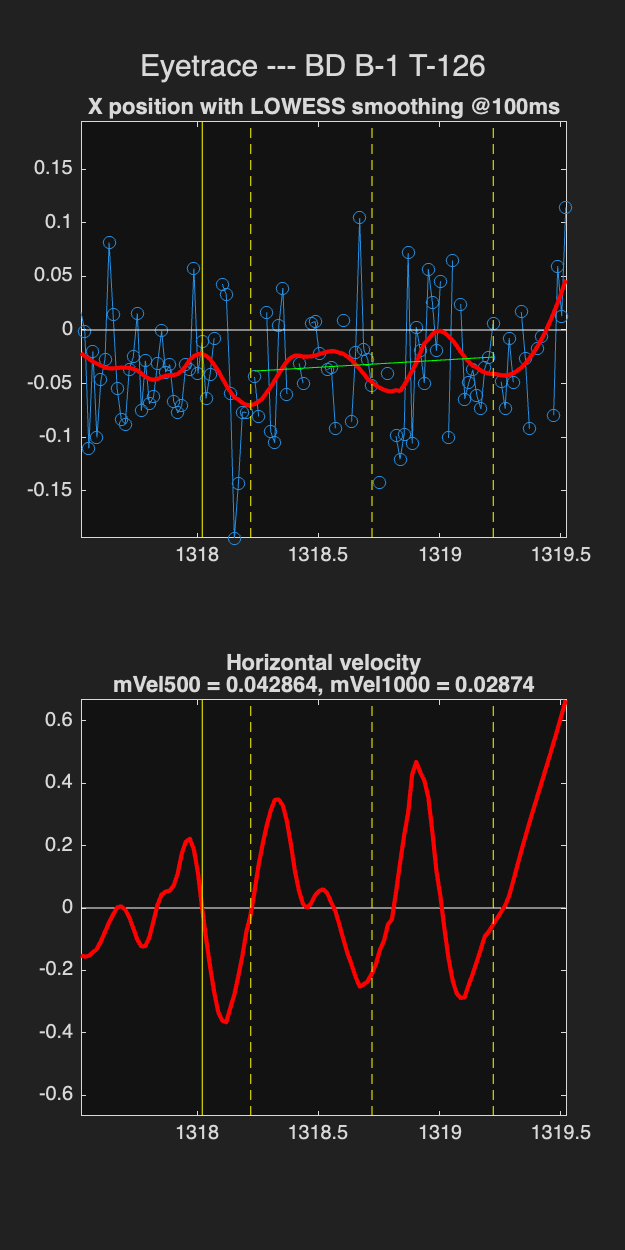 Eyetrace --- BD B-1 T-126
X position with LOWESS smoothing @100ms
0.15
0.1
0.05
0
-0.05
-0.1
-0.15
1318 1318.5 1319 1319.5
Horizontal velocity
mVel500 = 0.042864, mVel1000 = 0.02874
0.6
0.4
0.2
0
-0.2
-0.4
-0.6
1318 1318.5 1319 1319.5